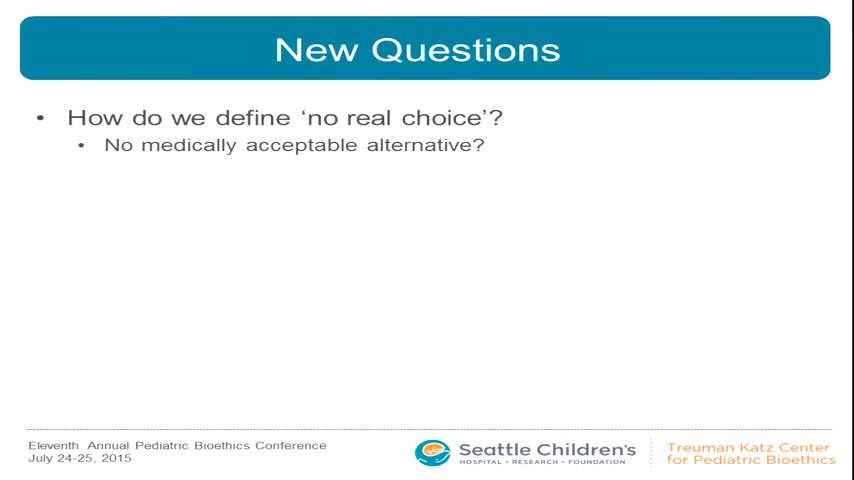 New Questions
• How do we define ‘no real choice’?
• No medically acceptable alternative?
Eleventh Annual Pediatric Bioethics Conference
July 24-25, 2015
Seattle Children's
HOSPITAL • RESEARCH • FOUNDATION
Treuman Katz Center
for Pediatric Bioethics